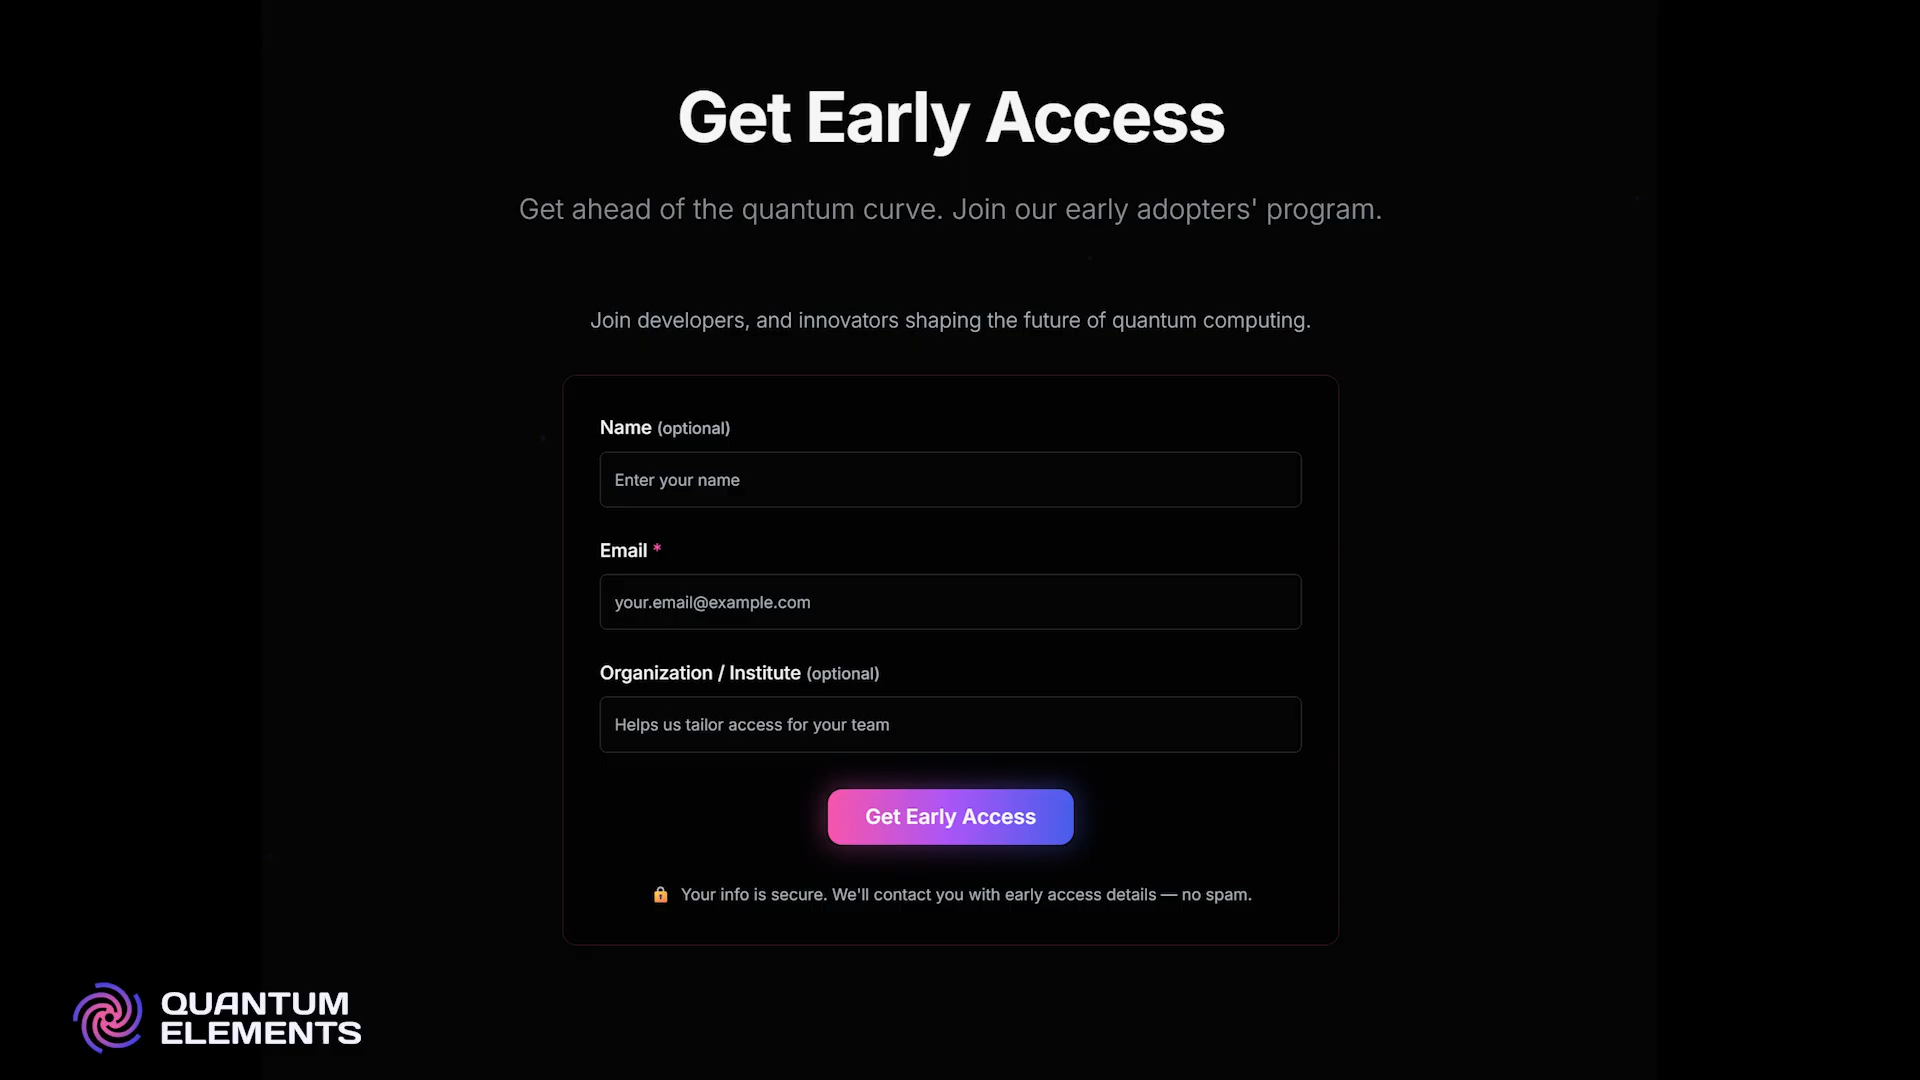 Get Early Access
Get ahead of the quantum curve. Join our early adopters' program.
Join developers, and innovators shaping the future of quantum computing.
Name (optional)
Enter your name
Email *
your.email@example.com
Organization / Institute (optional)
Helps us tailor access for your team
Get Early Access
Your info is secure. We'll contact you with early access details — no spam.
QUANTUM
ELEMENTS